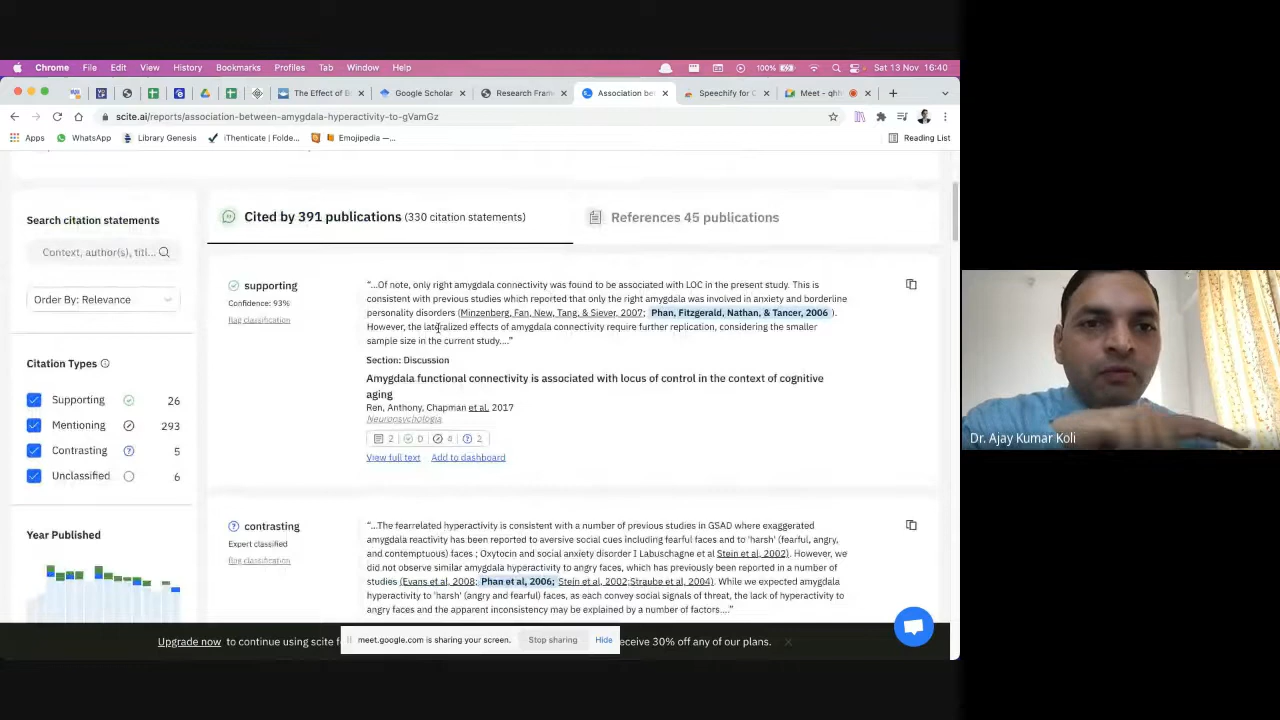 Chrome File Edit View History Bookmarks Profiles Tab Window Help 100% Sat 13 Nov 16:40
The Effect of B Google Scholar Research Fram Association be Speechify for C Meet - qhh
scite.ai/reports/association-between-amygdala-hyperactivity-to-gVamGz
Apps WhatsApp Library Genesis iThenticate | Folde... Emojipedia —... Reading List
Search citation statements
Context, author(s), titl...
Order By: Relevance
Citation Types
Supporting 26
Mentioning 293
Contrasting 5
Unclassified 6
Year Published
Cited by 391 publications (330 citation statements)
References 45 publications
supporting
Confidence: 93%
flag classification
“...Of note, only right amygdala connectivity was found to be associated with LOC in the present study. This is
consistent with previous studies which reported that only the right amygdala was involved in anxiety and borderline
personality disorders (Minzenberg, Fan, New, Tang, & Siever, 2007; Phan, Fitzgerald, Nathan, & Tancer, 2006 ).
However, the lateralized effects of amygdala connectivity require further replication, considering the smaller
sample size in the current study....”
Section: Discussion
Amygdala functional connectivity is associated with locus of control in the context of cognitive
aging
Ren, Anthony, Chapman et al. 2017
Neuropsychologia
2 0 4 2
View full text Add to dashboard
contrasting
Expert classified
flag classification
“...The fearrelated hyperactivity is consistent with a number of previous studies in GSAD where exaggerated
amygdala reactivity has been reported to aversive social cues including fearful faces and to 'harsh' (fearful, angry,
and contemptuous) faces ; Oxytocin and social anxiety disorder I Labuschagne et al Stein et al, 2002). However, we
did not observe similar amygdala hyperactivity to angry faces, which has previously been reported in a number of
studies (Evans et al, 2008; Phan et al, 2006; Stein et al, 2002;Straube et al, 2004). While we expected amygdala
hyperactivity to 'harsh' (angry and fearful) faces, as each convey social signals of threat, the lack of hyperactivity to
angry faces and the apparent inconsistency may be explained by a number of factors....”
Upgrade now to continue using scite f
meet.google.com is sharing your screen. Stop sharing Hide
eceive 30% off any of our plans.
Dr. Ajay Kumar Koli